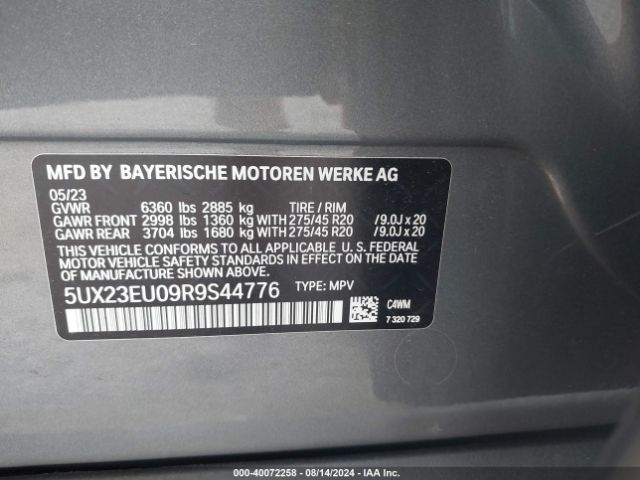 MFD BY BAYERISCHE MOTOREN WERKE AG
05/23
GVWR 6360 lbs 2885 kg TIRE / RIM
GAWR FRONT 2998 lbs 1360 kg WITH 275/45 R20 /9.0J x 20
GAWR REAR 3704 lbs 1680 kg WITH 275/45 R20 /9.0J x 20
THIS VEHICLE CONFORMS TO ALL APPLICABLE U. S. FEDERAL
MOTOR VEHICLE SAFETY STANDARDS IN EFFECT ON THE
DATE OF MANUFACTURE SHOWN ABOVE.
5UX23EU09R9S44776 TYPE: MPV
C4WM
7 320 729
000-40072258 - 08/14/2024 - IAA Inc.